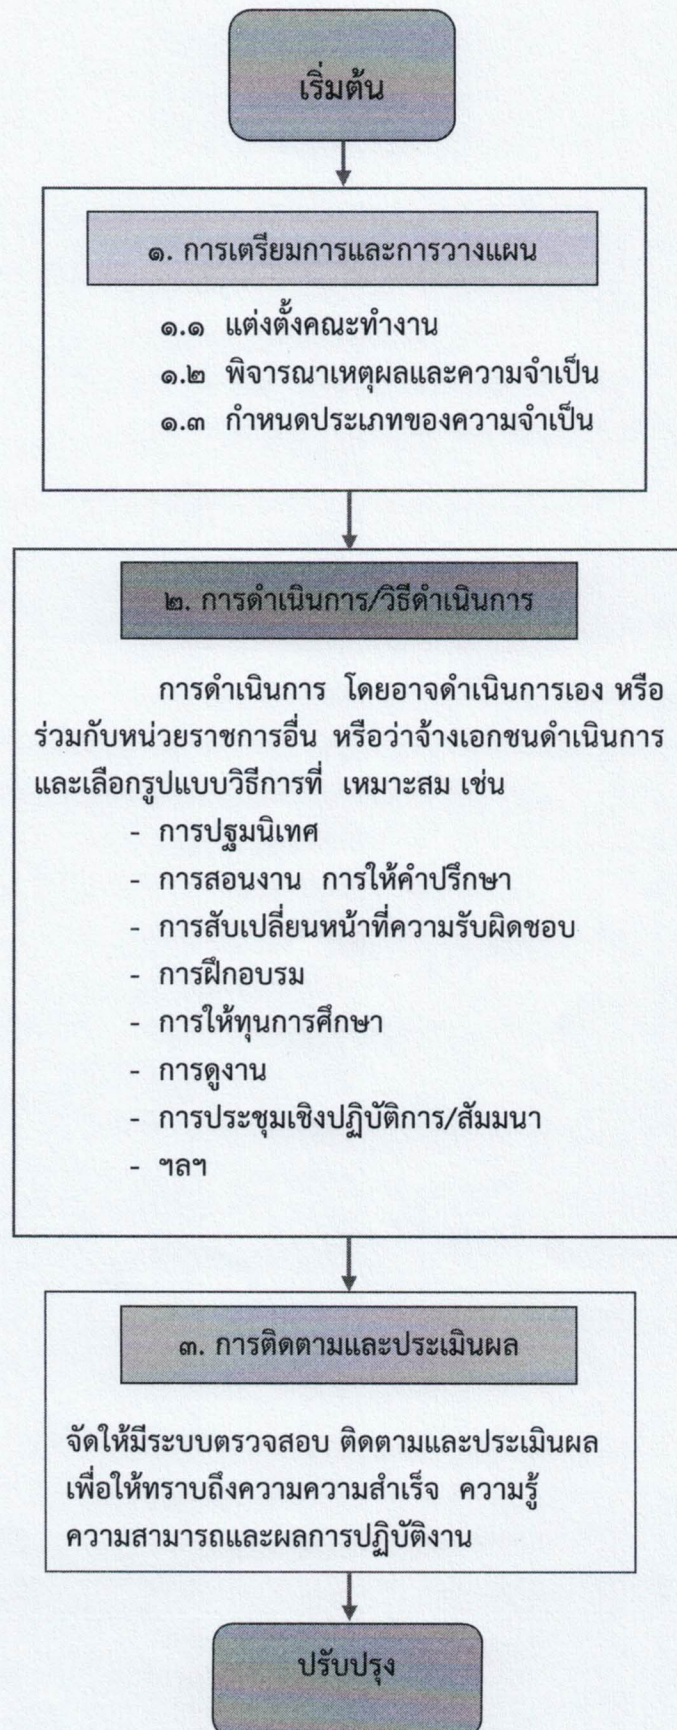 เริ่มต้น
๑. การเตรียมการและการวางแผน
๑.๑ แต่งตั้งคณะทำงาน
๑.๒ พิจารณาเหตุผลและความจำเป็น
๑.๓ กำหนดประเภทของความจำเป็น
๒. การดำเนินการ/วิธีดำเนินการ
การดำเนินการ โดยอาจดำเนินการเอง หรือ
ร่วมกับหน่วยราชการอื่น หรือว่าจ้างเอกชนดำเนินการ
และเลือกรูปแบบวิธีการที่ เหมาะสม เช่น
- การปฐมนิเทศ
- การสอนงาน การให้คำปรึกษา
- การสับเปลี่ยนหน้าที่ความรับผิดชอบ
- การฝึกอบรม
- การให้ทุนการศึกษา
- การดูงาน
- การประชุมเชิงปฏิบัติการ/สัมมนา
- ฯลฯ
๓. การติดตามและประเมินผล
จัดให้มีระบบตรวจสอบ ติดตามและประเมินผล
เพื่อให้ทราบถึงความความสำเร็จ ความรู้
ความสามารถและผลการปฏิบัติงาน
ปรับปรุง